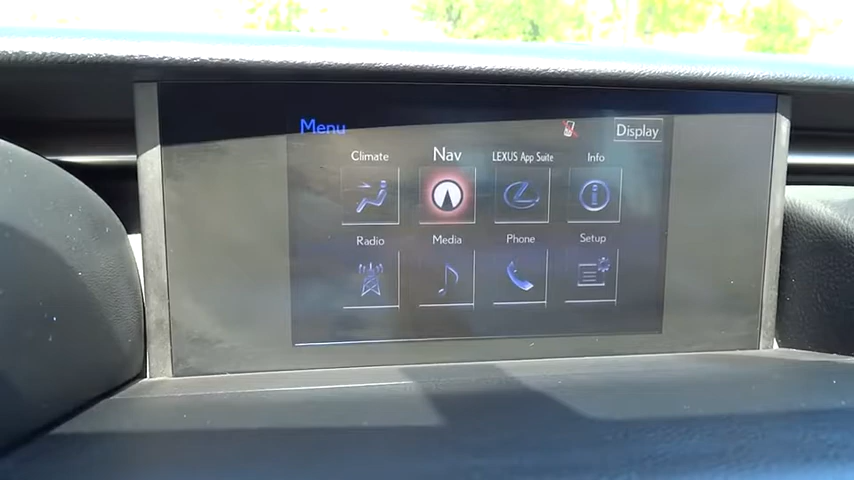 Menu
Display
Climate
Nav
LEXUS App Suite
Info
Radio
Media
Phone
Setup